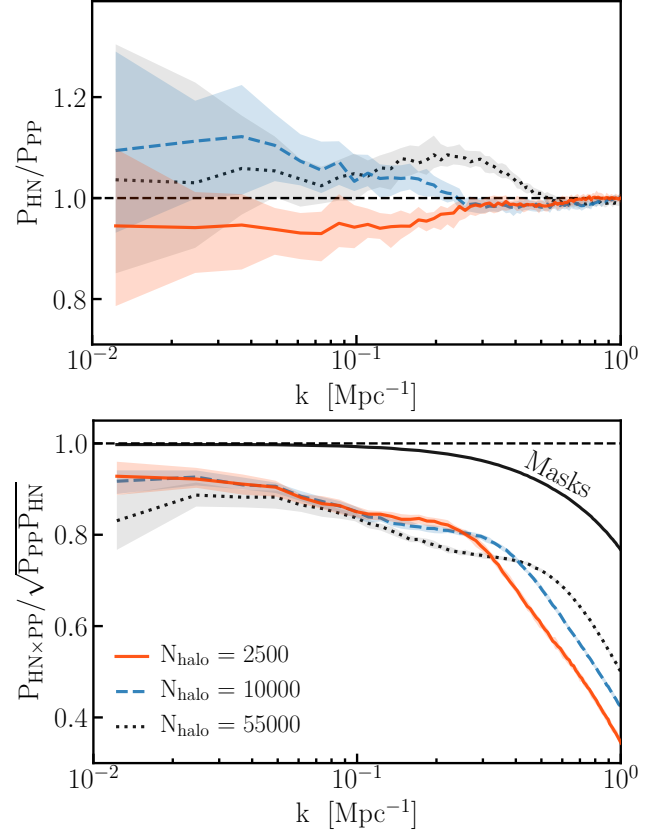 P_HN/P_PP
1.2
1.0
0.8
10^−2
10^−1
10^0
k [Mpc^−1]
P_HN×PP/√P_PP P_HN
1.0
0.8
0.6
0.4
Masks
N_halo = 2500
N_halo = 10000
N_halo = 55000
10^−2
10^−1
10^0
k [Mpc^−1]